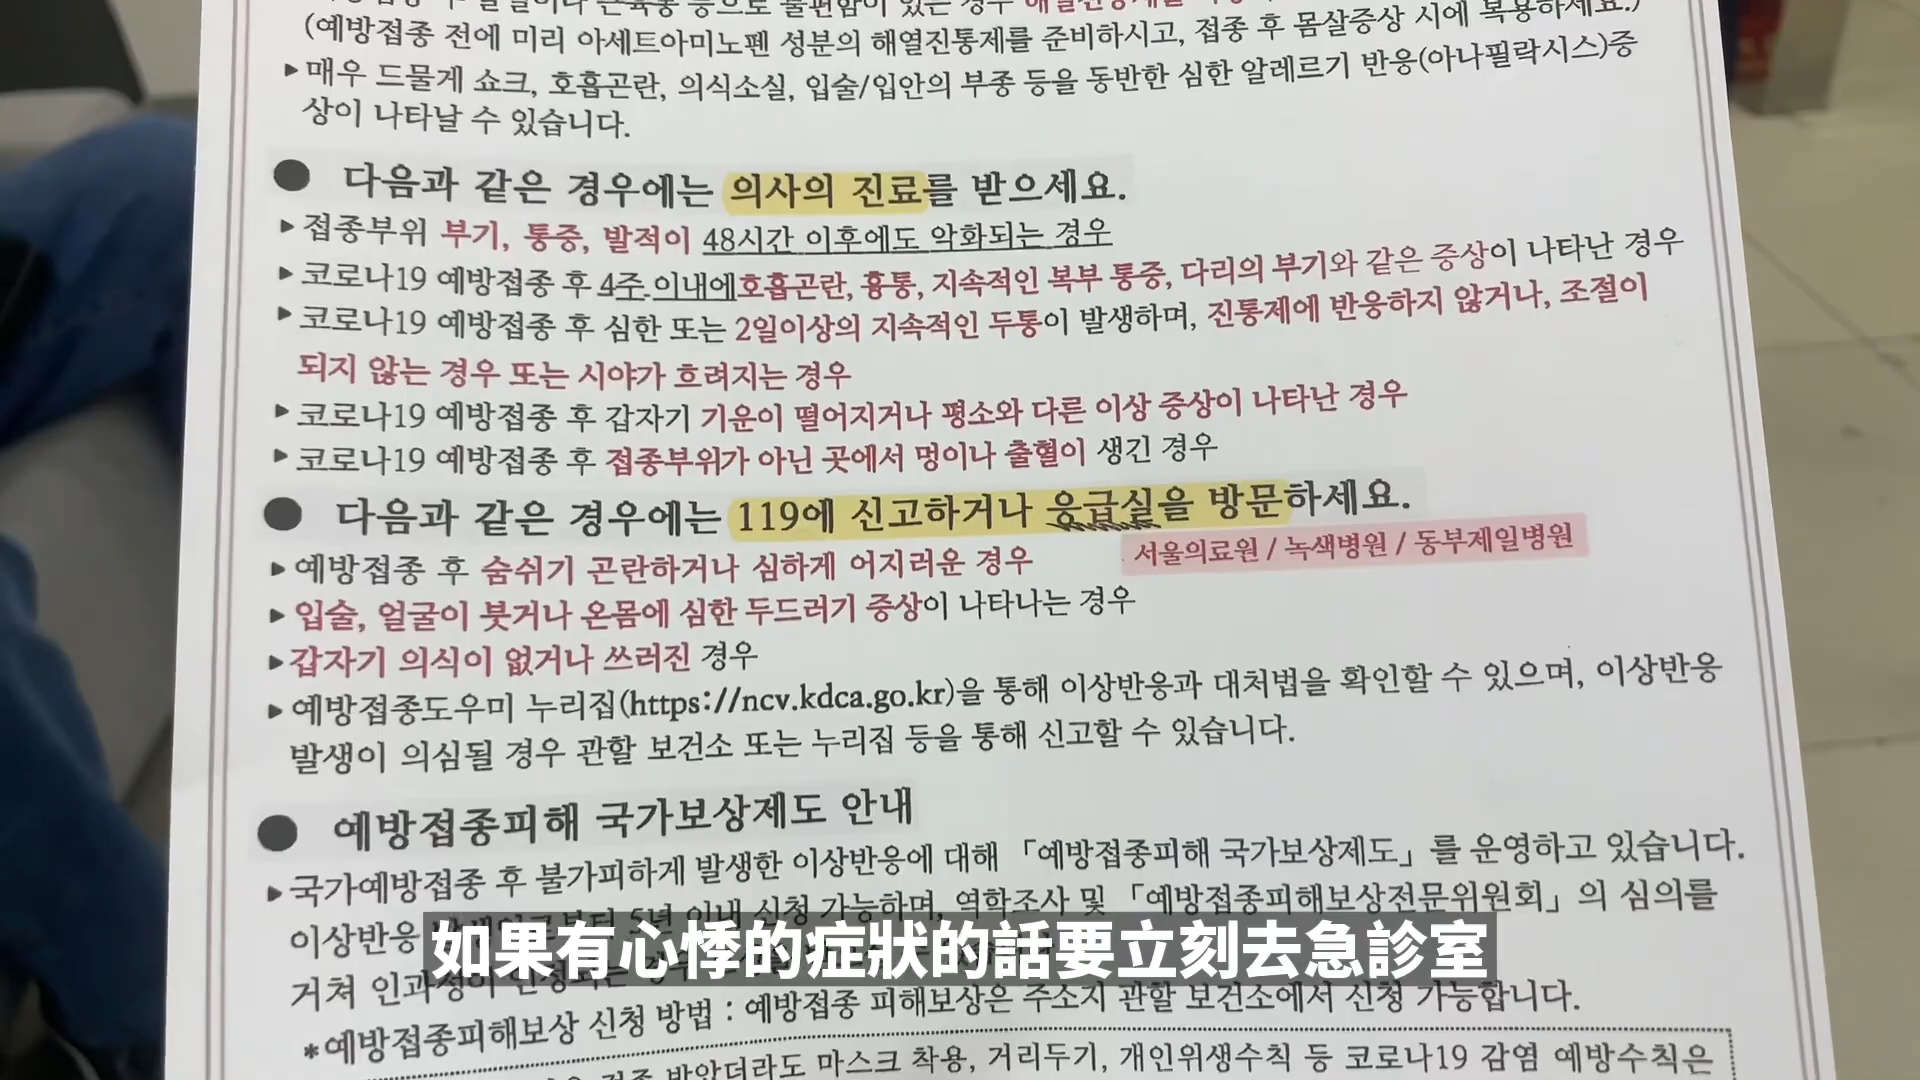 불편함이 있는 경우
(예방접종 전에 미리 아세트아미노펜 성분의 해열진통제를 준비하시고, 접종 후 몸살증상 시에 복용하세요.)
▸매우 드물게 쇼크, 호흡곤란, 의식소실, 입술/입안의 부종 등을 동반한 심한 알레르기 반응(아나필락시스)증
상이 나타날 수 있습니다.
● 다음과 같은 경우에는 의사의 진료를 받으세요.
▸접종부위 부기, 통증, 발적이 48시간 이후에도 악화되는 경우
▸코로나19 예방접종 후 4주 이내에호흡곤란, 흉통, 지속적인 복부 통증, 다리의 부기와 같은 증상이 나타난 경우
▸코로나19 예방접종 후 심한 또는 2일이상의 지속적인 두통이 발생하며, 진통제에 반응하지 않거나, 조절이
되지 않는 경우 또는 시야가 흐려지는 경우
▸코로나19 예방접종 후 갑자기 기운이 떨어지거나 평소와 다른 이상 증상이 나타난 경우
▸코로나19 예방접종 후 접종부위가 아닌 곳에서 멍이나 출혈이 생긴 경우
● 다음과 같은 경우에는 119에 신고하거나 응급실을 방문하세요.
서울의료원 / 녹색병원 / 동부제일병원
▸예방접종 후 숨쉬기 곤란하거나 심하게 어지러운 경우
▸입술, 얼굴이 붓거나 온몸에 심한 두드러기 증상이 나타나는 경우
▸갑자기 의식이 없거나 쓰러진 경우
▸예방접종도우미 누리집(https://ncv.kdca.go.kr)을 통해 이상반응과 대처법을 확인할 수 있으며, 이상반응
발생이 의심될 경우 관할 보건소 또는 누리집 등을 통해 신고할 수 있습니다.
● 예방접종피해 국가보상제도 안내
▸국가예방접종 후 불가피하게 발생한 이상반응에 대해 「예방접종피해 국가보상제도」를 운영하고 있습니다.
이상반응 5년 이내 신청 가능하며, 역학조사 및 「예방접종피해보상전문위원회」의 심의를
거쳐
如果有心悸的症狀的話要立刻去急診室
*예방접종피해보상 신청 방법 : 예방접종 피해보상은 주소지 관할 보건소에서 신청 가능합니다.
받았더라도 마스크 착용, 거리두기, 개인위생수칙 등 코로나19 감염 예방수칙은